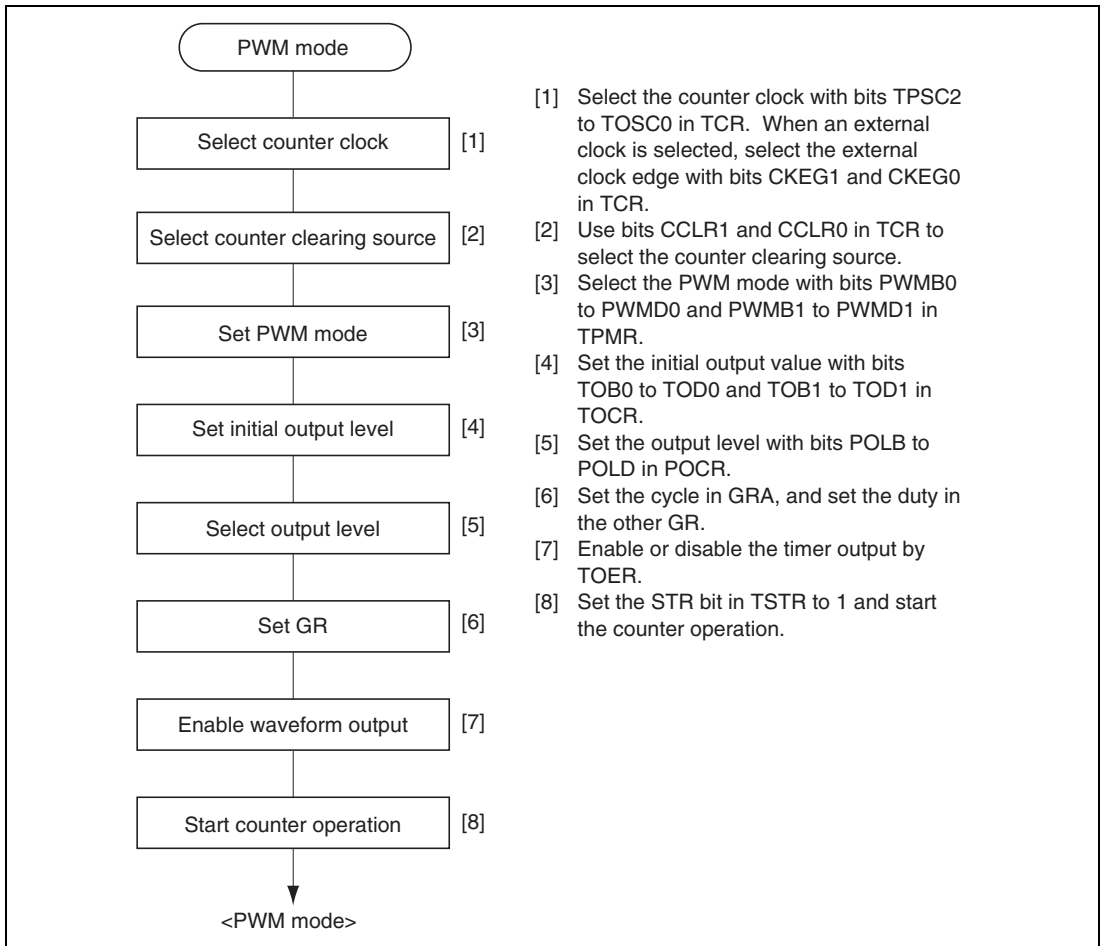 PWM mode
Select counter clock [1]
Select counter clearing source [2]
Set PWM mode [3]
Set initial output level [4]
Select output level [5]
Set GR [6]
Enable waveform output [7]
Start counter operation [8]
<PWM mode>
[1] Select the counter clock with bits TPSC2
to TOSC0 in TCR. When an external
clock is selected, select the external
clock edge with bits CKEG1 and CKEG0
in TCR.
[2] Use bits CCLR1 and CCLR0 in TCR to
select the counter clearing source.
[3] Select the PWM mode with bits PWMB0
to PWMD0 and PWMB1 to PWMD1 in
TPMR.
[4] Set the initial output value with bits
TOB0 to TOD0 and TOB1 to TOD1 in
TOCR.
[5] Set the output level with bits POLB to
POLD in POCR.
[6] Set the cycle in GRA, and set the duty in
the other GR.
[7] Enable or disable the timer output by
TOER.
[8] Set the STR bit in TSTR to 1 and start
the counter operation.